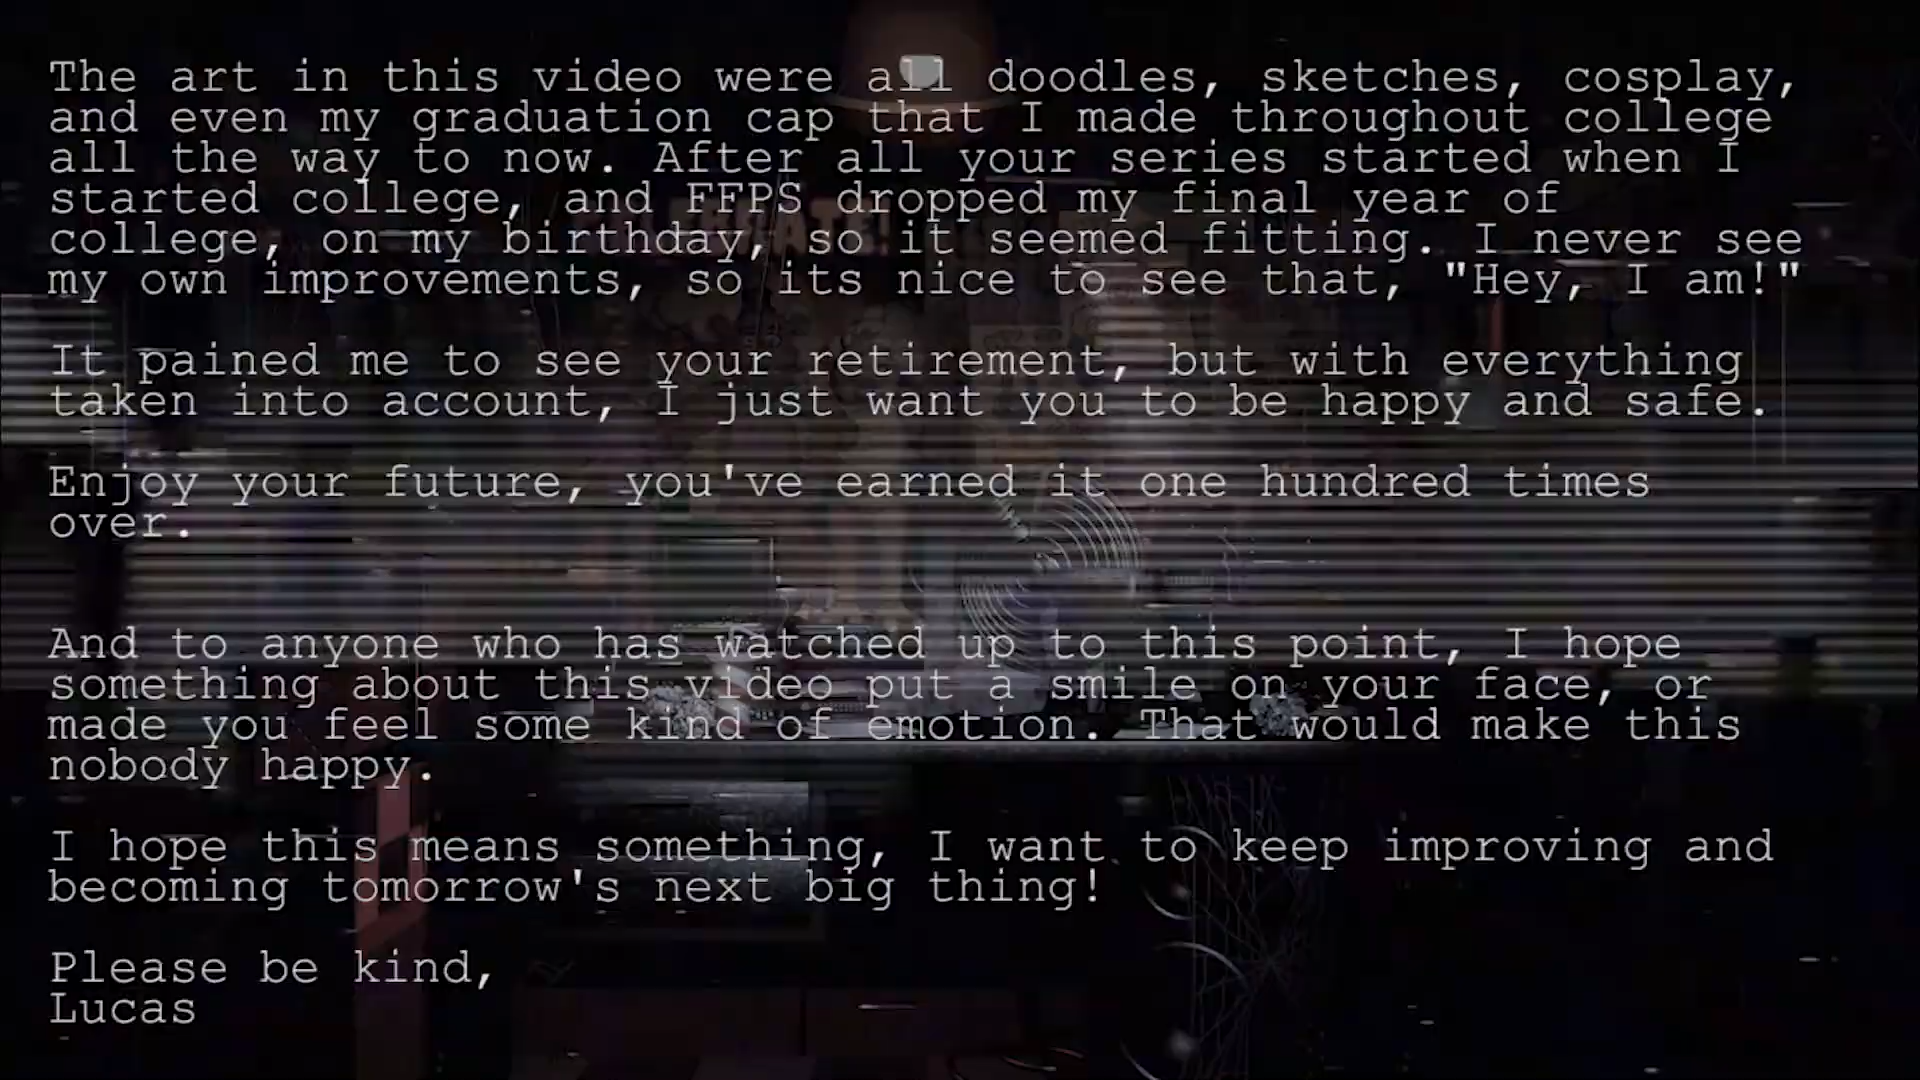 The art in this video were all doodles, sketches, cosplay,
and even my graduation cap that I made throughout college
all the way to now. After all your series started when I
started college, and FFPS dropped my final year of
college, on my birthday, so it seemed fitting. I never see
my own improvements, so its nice to see that, "Hey, I am!"
It pained me to see your retirement, but with everything
taken into account, I just want you to be happy and safe.
Enjoy your future, you've earned it one hundred times
over.
And to anyone who has watched up to this point, I hope
something about this video put a smile on your face, or
made you feel some kind of emotion. That would make this
nobody happy.
I hope this means something, I want to keep improving and
becoming tomorrow's next big thing!
Please be kind,
Lucas